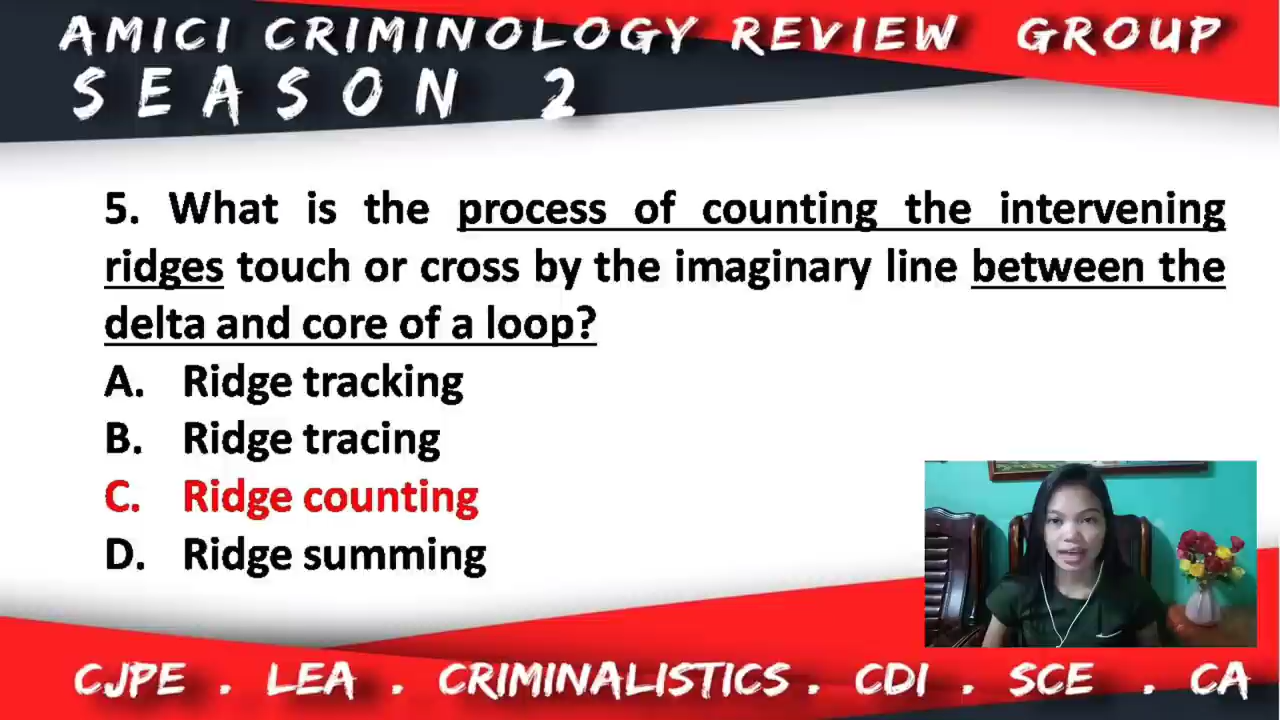 AMICI CRIMINOLOGY REVIEW GROUP
SEASON 2
5. What is the process of counting the intervening
ridges touch or cross by the imaginary line between the
delta and core of a loop?
A. Ridge tracking
B. Ridge tracing
C. Ridge counting
D. Ridge summing
CJPE . LEA . CRIMINALISTICS . CDI . SCE . CA